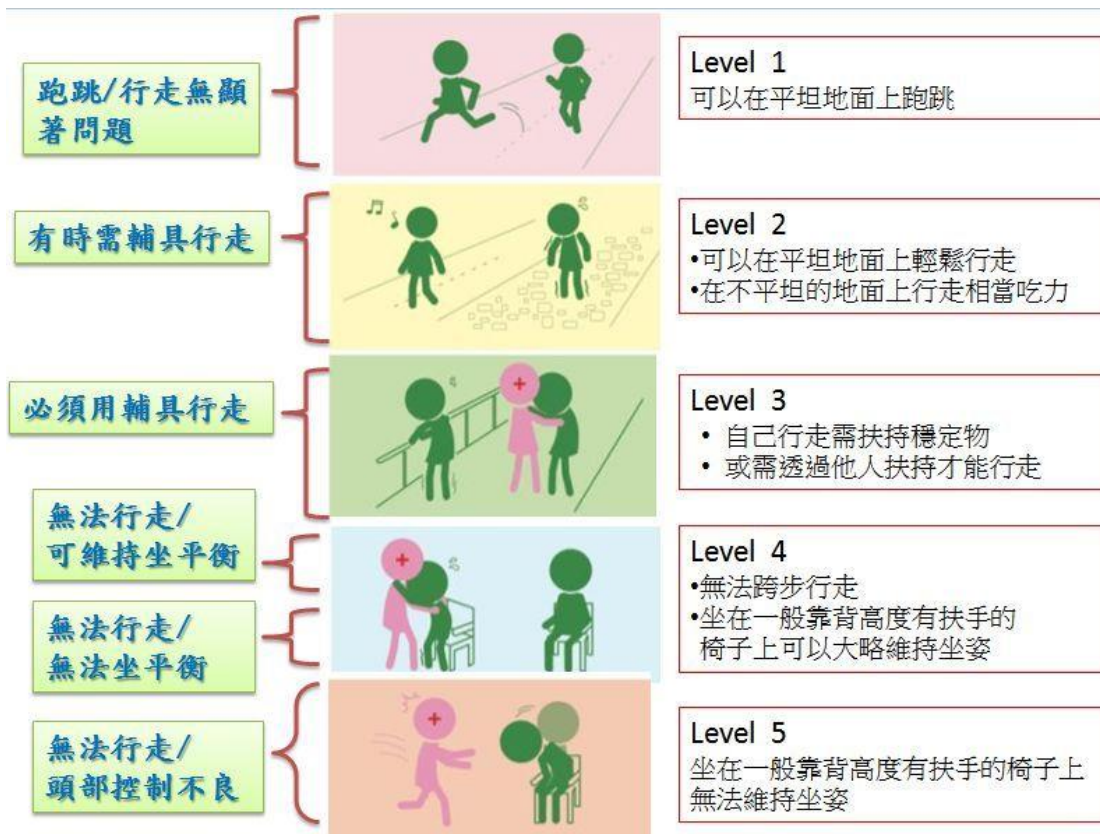 跑跳/行走無顯
著問題
Level 1
可以在平坦地面上跑跳
有時需輔具行走
Level 2
•可以在平坦地面上輕鬆行走
•在不平坦的地面上行走相當吃力
必須用輔具行走
Level 3
• 自己行走需扶持穩定物
• 或需透過他人扶持才能行走
無法行走/
可維持坐平衡
無法行走/
無法坐平衡
Level 4
•無法跨步行走
•坐在一般靠背高度有扶手的
椅子上可以大略維持坐姿
無法行走/
頭部控制不良
Level 5
坐在一般靠背高度有扶手的椅子上
無法維持坐姿